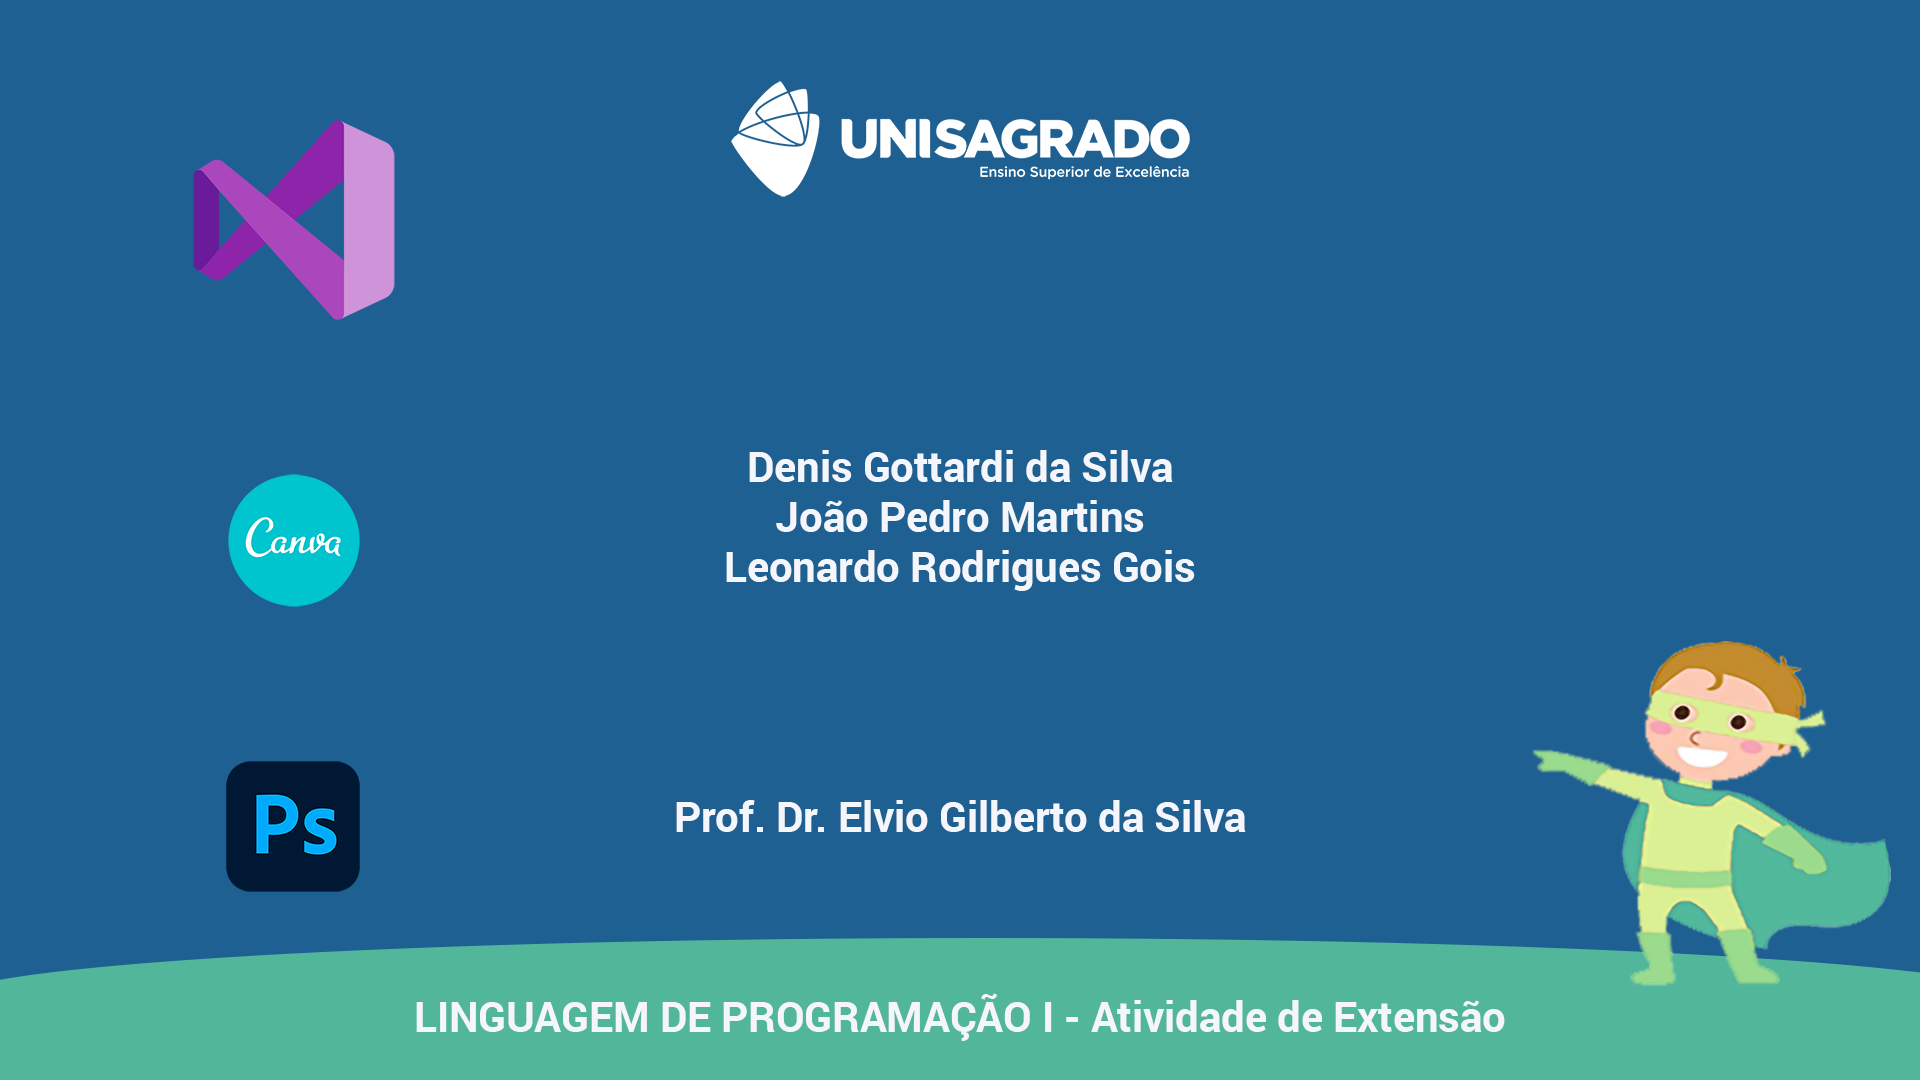 UNISAGRADO
Ensino Superior de Excelência
Denis Gottardi da Silva
João Pedro Martins
Leonardo Rodrigues Gois
Canva
Ps
Prof. Dr. Elvio Gilberto da Silva
LINGUAGEM DE PROGRAMAÇÃO I - Atividade de Extensão